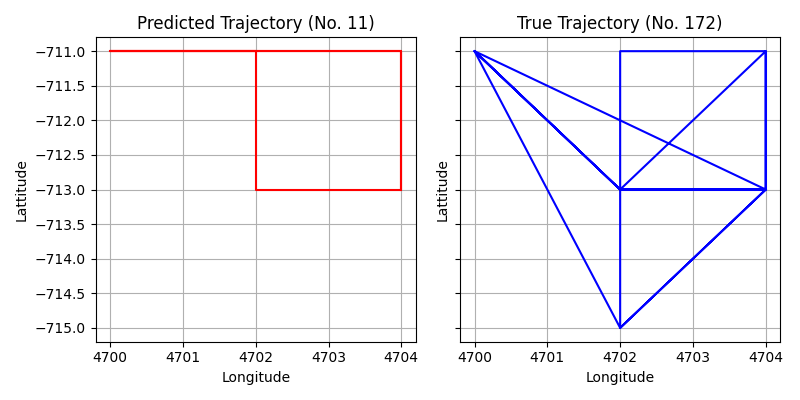 Predicted Trajectory (No. 11)
−711.0
−711.5
−712.0
−712.5
−713.0
−713.5
−714.0
−714.5
−715.0
Lattitude
4700 4701 4702 4703 4704
Longitude
True Trajectory (No. 172)
Lattitude
4700 4701 4702 4703 4704
Longitude